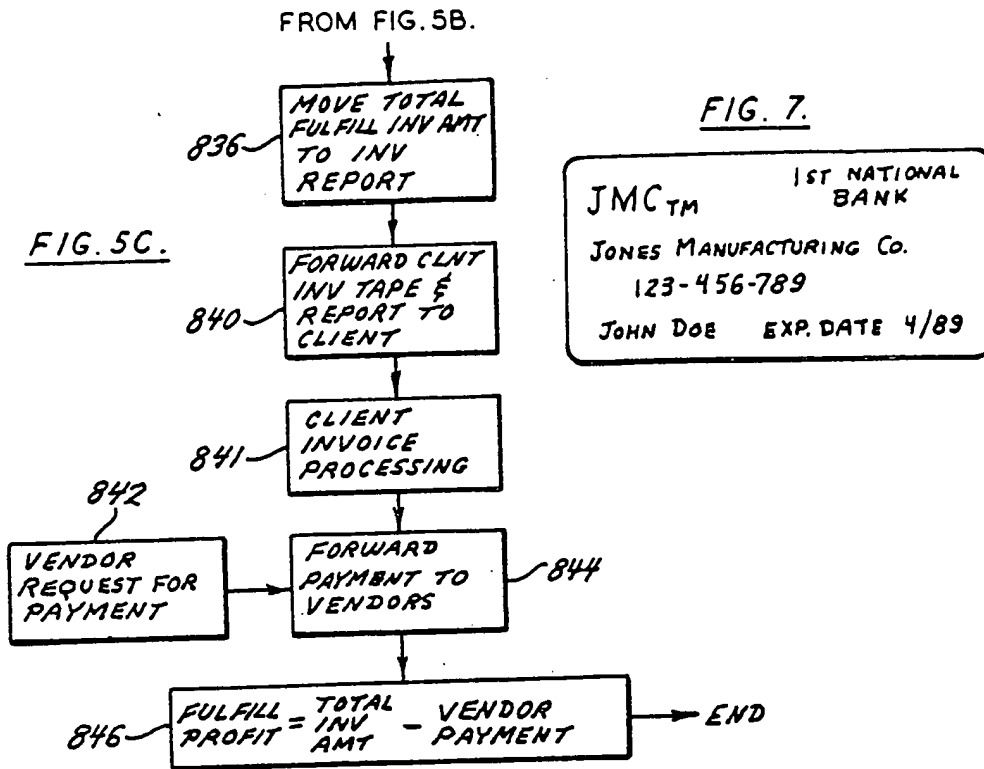 FROM FIG. 5B.
836
MOVE TOTAL
FULFILL INV AMT
TO INV
REPORT
FIG. 5C.
840
FORWARD CLNT
INV TAPE &
REPORT TO
CLIENT
841
CLIENT
INVOICE
PROCESSING
842
VENDOR
REQUEST FOR
PAYMENT
FORWARD
PAYMENT TO
VENDORS
844
846
FULFILL
PROFIT = TOTAL
INV
AMT - VENDOR
PAYMENT
END
FIG. 7.
JMC TM
1ST NATIONAL
BANK
JONES MANUFACTURING CO.
123-456-789
JOHN DOE EXP. DATE 4/89